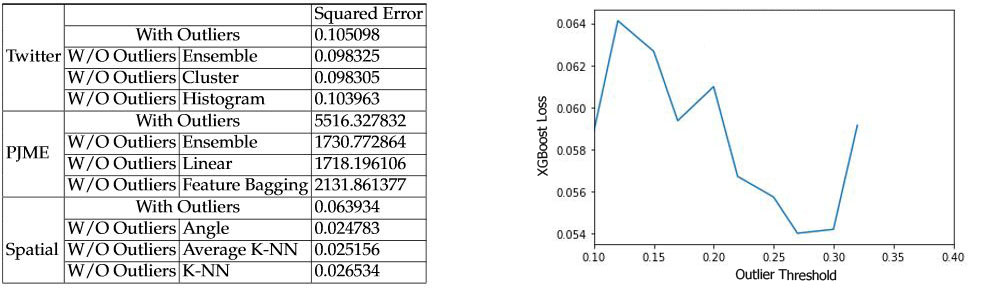 Squared Error
Twitter
With Outliers 0.105098
W/O Outliers Ensemble 0.098325
W/O Outliers Cluster 0.098305
W/O Outliers Histogram 0.103963
PJME
With Outliers 5516.327832
W/O Outliers Ensemble 1730.772864
W/O Outliers Linear 1718.196106
W/O Outliers Feature Bagging 2131.861377
Spatial
With Outliers 0.063934
W/O Outliers Angle 0.024783
W/O Outliers Average K-NN 0.025156
W/O Outliers K-NN 0.026534
XGBoost Loss
0.064
0.062
0.060
0.058
0.056
0.054
0.10 0.15 0.20 0.25 0.30 0.35 0.40
Outlier Threshold